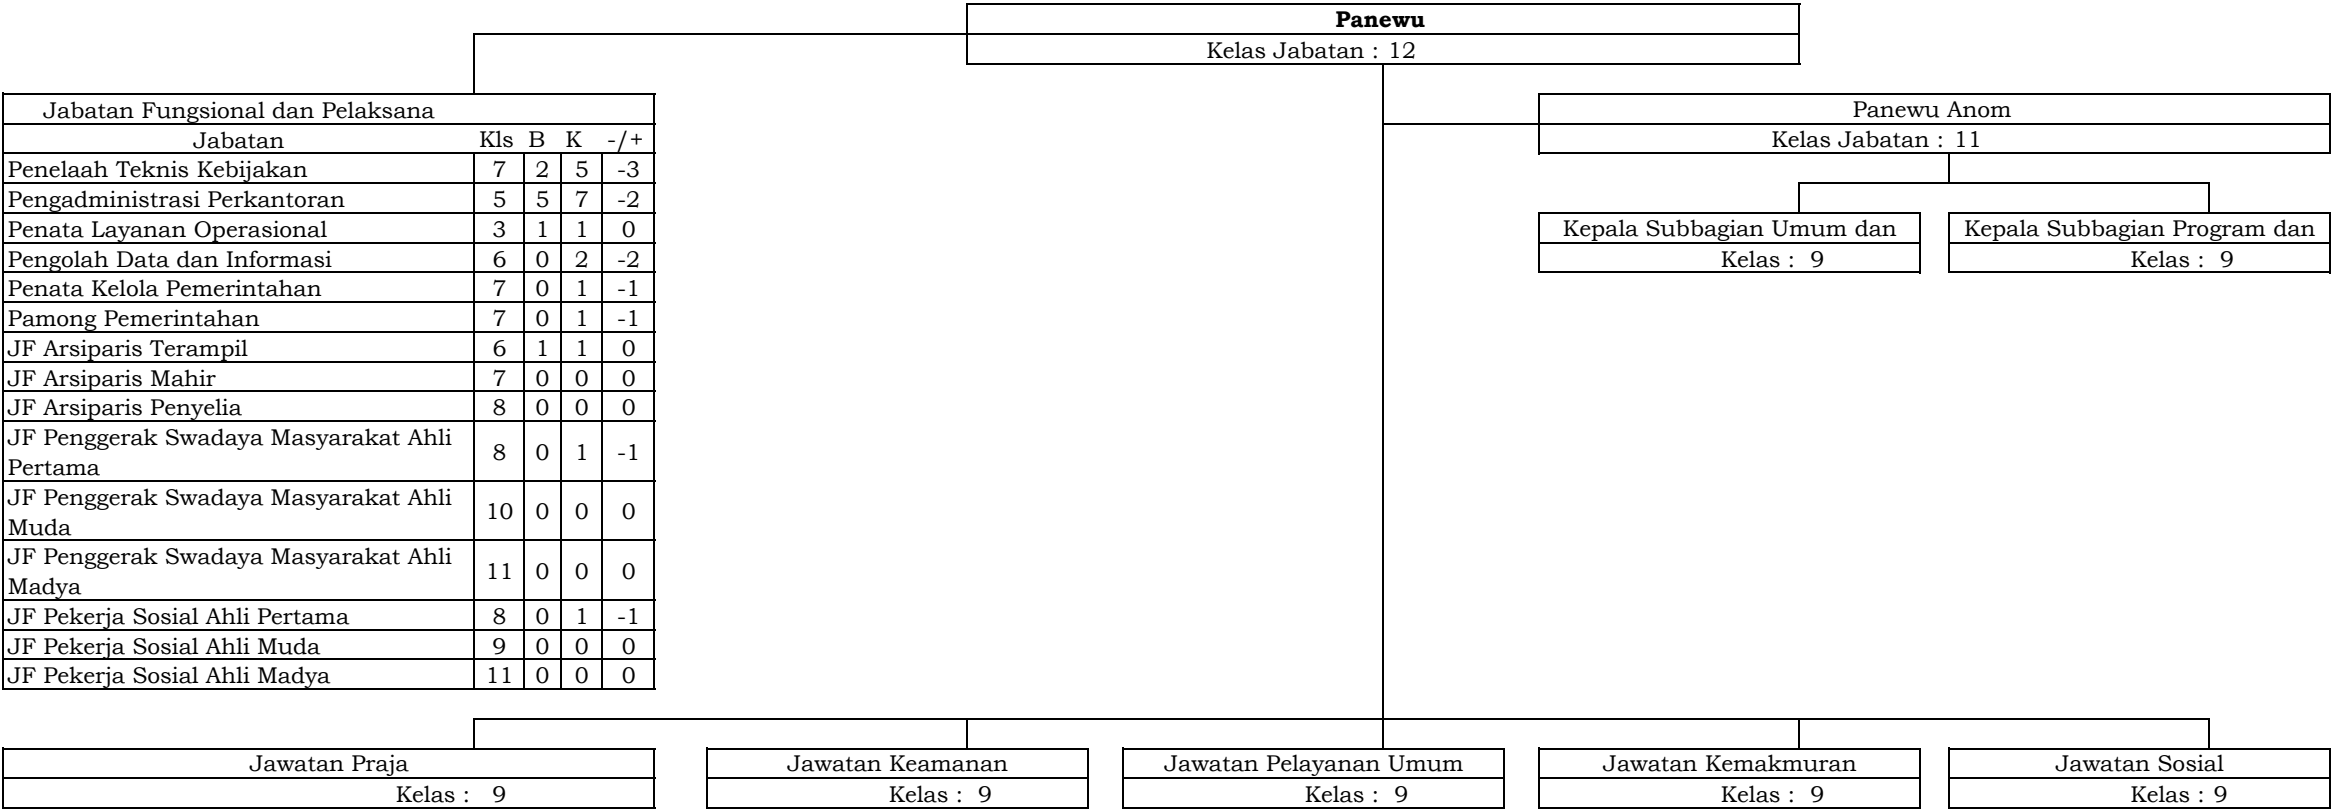 Panewu
Kelas Jabatan : 12
Jabatan Fungsional dan Pelaksana
Jabatan Kls B K -/+
Penelaah Teknis Kebijakan 7 2 5 -3
Pengadministrasi Perkantoran 5 5 7 -2
Penata Layanan Operasional 3 1 1 0
Pengolah Data dan Informasi 6 0 2 -2
Penata Kelola Pemerintahan 7 0 1 -1
Pamong Pemerintahan 7 0 1 -1
JF Arsiparis Terampil 6 1 1 0
JF Arsiparis Mahir 7 0 0 0
JF Arsiparis Penyelia 8 0 0 0
JF Penggerak Swadaya Masyarakat Ahli
Pertama 8 0 1 -1
JF Penggerak Swadaya Masyarakat Ahli
Muda 10 0 0 0
JF Penggerak Swadaya Masyarakat Ahli
Madya 11 0 0 0
JF Pekerja Sosial Ahli Pertama 8 0 1 -1
JF Pekerja Sosial Ahli Muda 9 0 0 0
JF Pekerja Sosial Ahli Madya 11 0 0 0
Panewu Anom
Kelas Jabatan : 11
Kepala Subbagian Umum dan
Kelas : 9
Kepala Subbagian Program dan
Kelas : 9
Jawatan Praja
Kelas : 9
Jawatan Keamanan
Kelas : 9
Jawatan Pelayanan Umum
Kelas : 9
Jawatan Kemakmuran
Kelas : 9
Jawatan Sosial
Kelas : 9